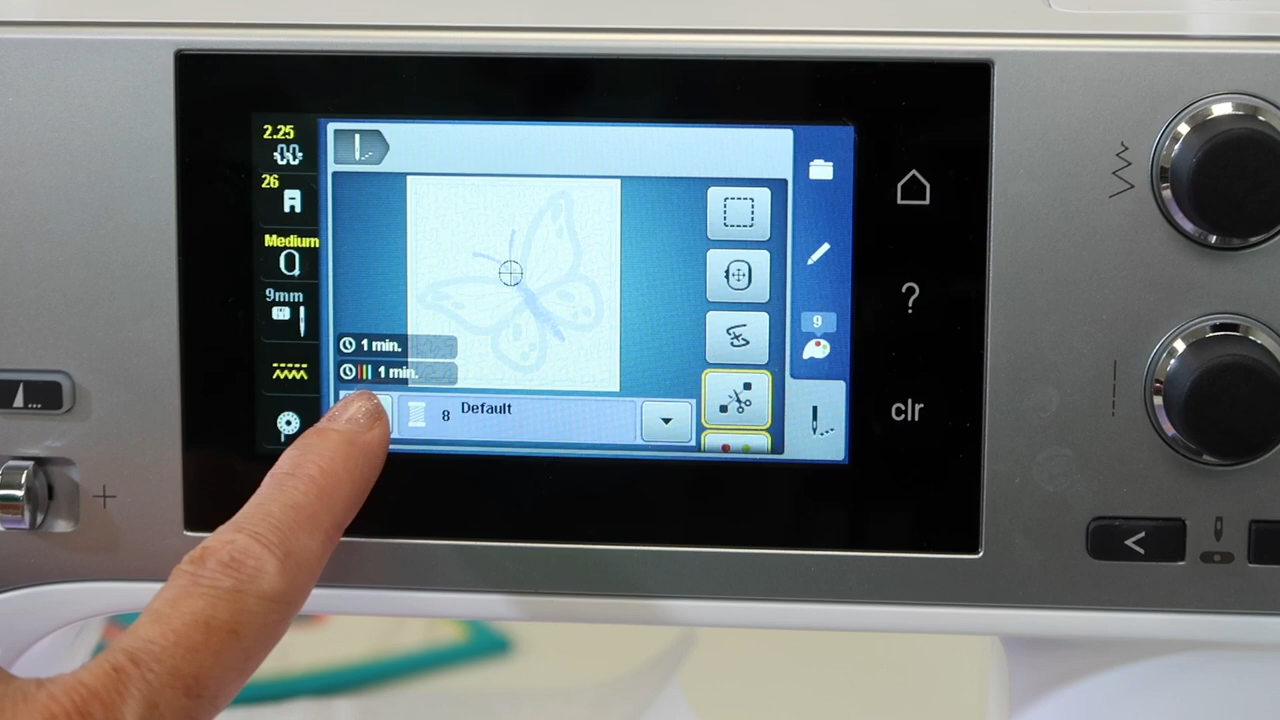 2.25
26
Medium
9mm
1 min.
1 min.
8 Default
9
?
clr
+
<